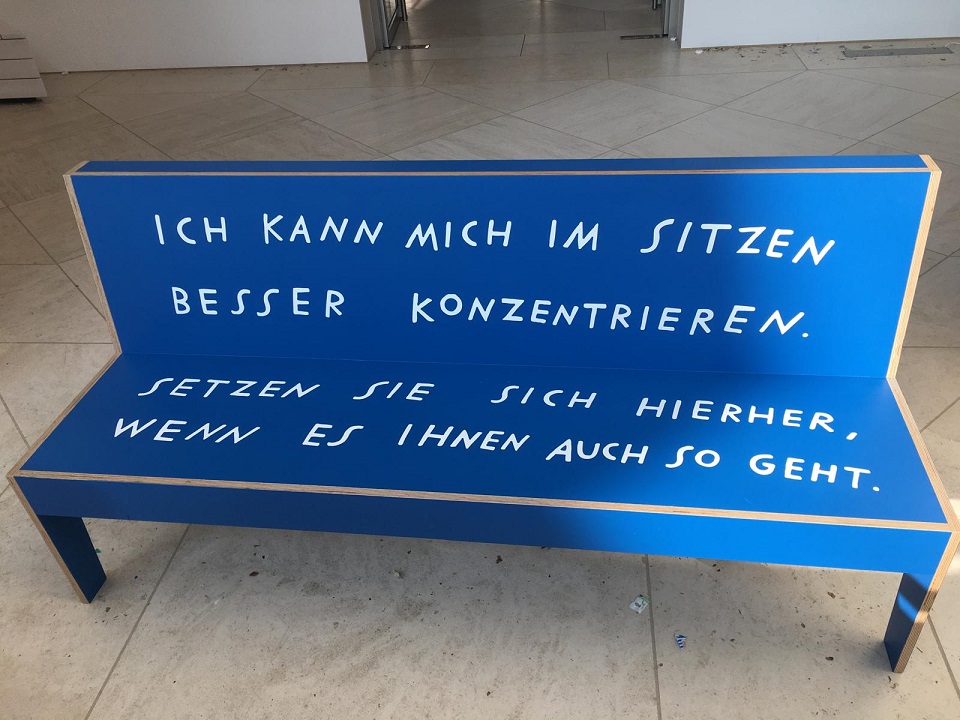 ICH KANN MICH IM SITZEN
BESSER KONZENTRIEREN.
SETZEN SIE SICH HIERHER,
WENN ES IHNEN AUCH SO GEHT.